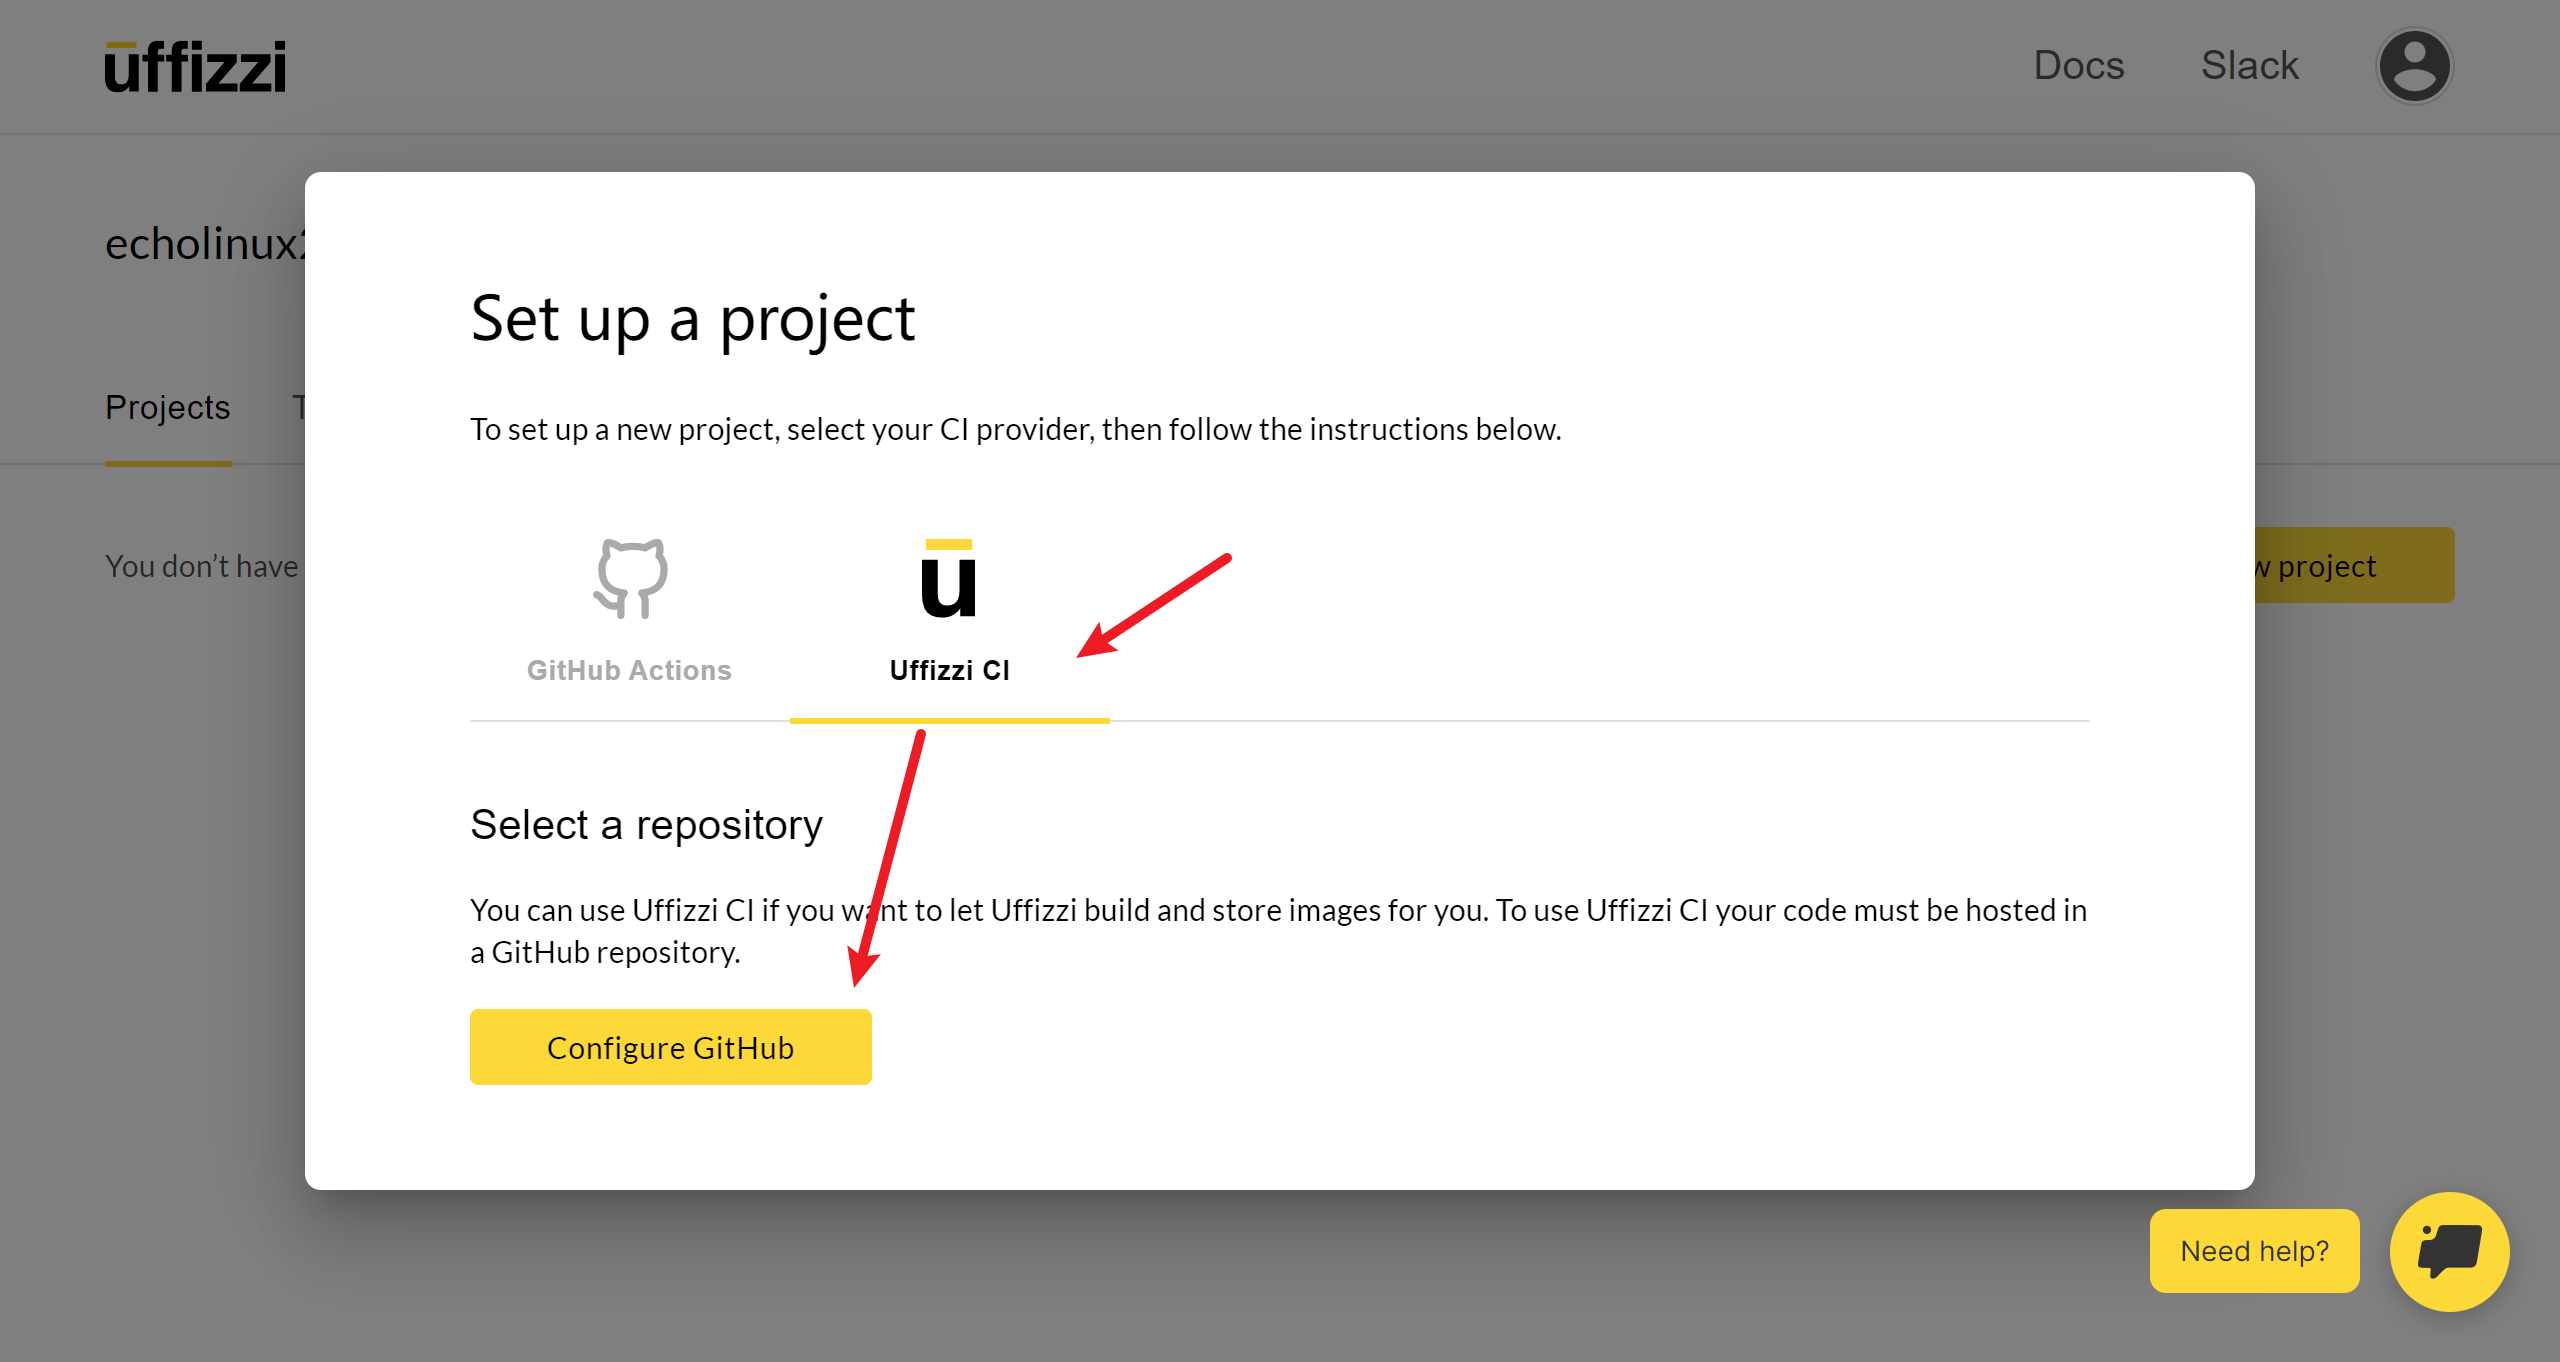 uffizzi
Docs
Slack
echolinux2
Projects
You don’t have
w project
Set up a project
To set up a new project, select your CI provider, then follow the instructions below.
GitHub Actions
u
Uffizzi CI
Select a repository
You can use Uffizzi CI if you want to let Uffizzi build and store images for you. To use Uffizzi CI your code must be hosted in
a GitHub repository.
Configure GitHub
Need help?